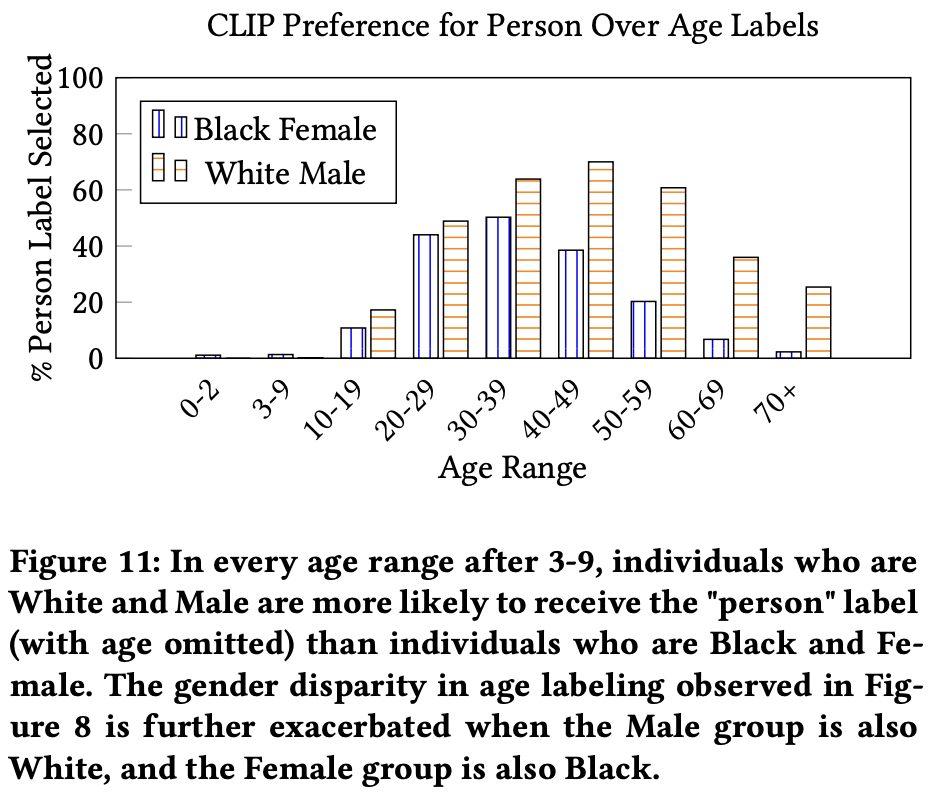 CLIP Preference for Person Over Age Labels
% Person Label Selected
100
80
60
40
20
0
Black Female
White Male
0-2
3-9
10-19
20-29
30-39
40-49
50-59
60-69
70+
Age Range
Figure 11: In every age range after 3-9, individuals who are
White and Male are more likely to receive the "person" label
(with age omitted) than individuals who are Black and Fe-
male. The gender disparity in age labeling observed in Fig-
ure 8 is further exacerbated when the Male group is also
White, and the Female group is also Black.